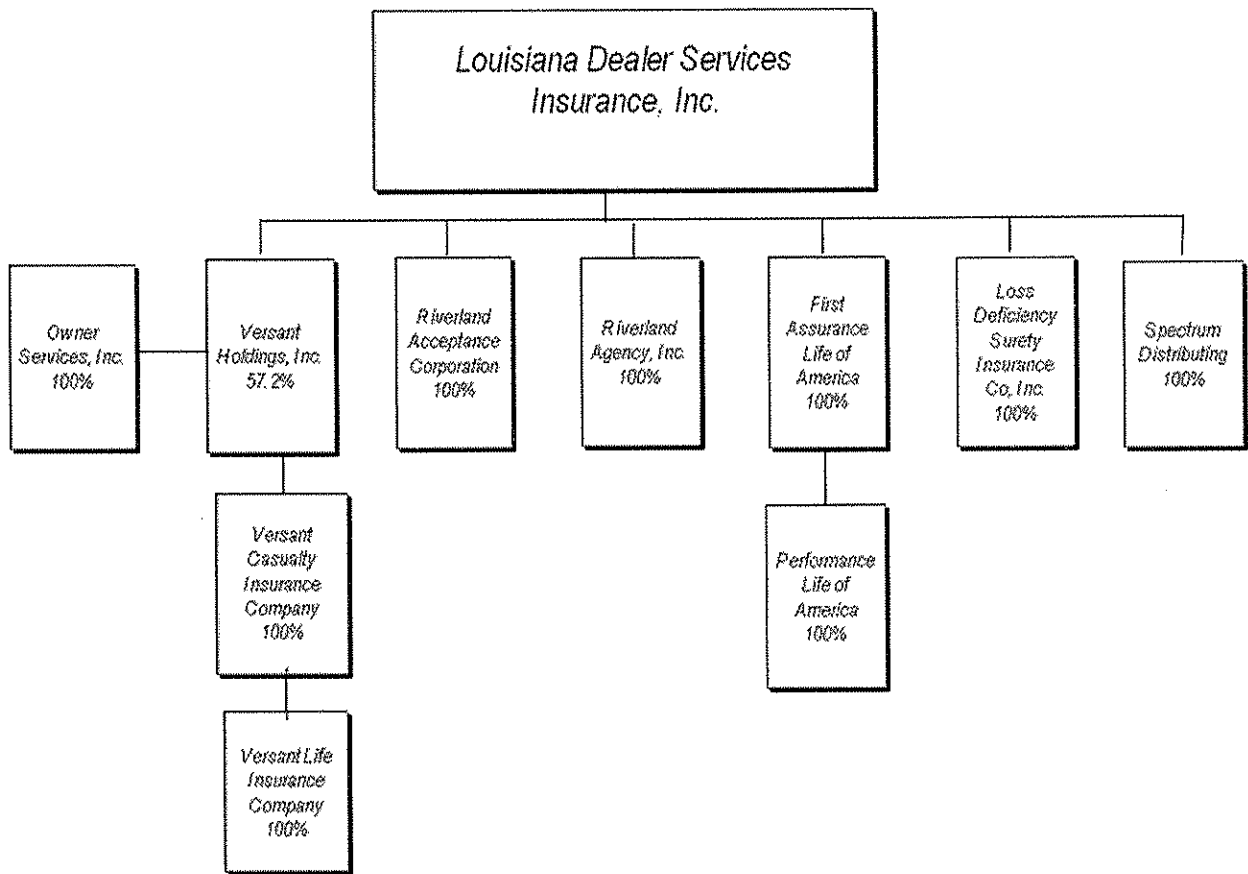 Louisiana Dealer Services
Insurance, Inc.
Owner
Services, Inc.
100%
Versant
Holdings, Inc.
57.2%
Riverland
Acceptance
Corporation
100%
Riverland
Agency, Inc.
100%
First
Assurance
Life of
America
100%
Loss
Deficiency
Surety
Insurance
Co, Inc.
100%
Spectrum
Distributing
100%
Versant
Casualty
Insurance
Company
100%
Performance
Life of
America
100%
Versant Life
Insurance
Company
100%